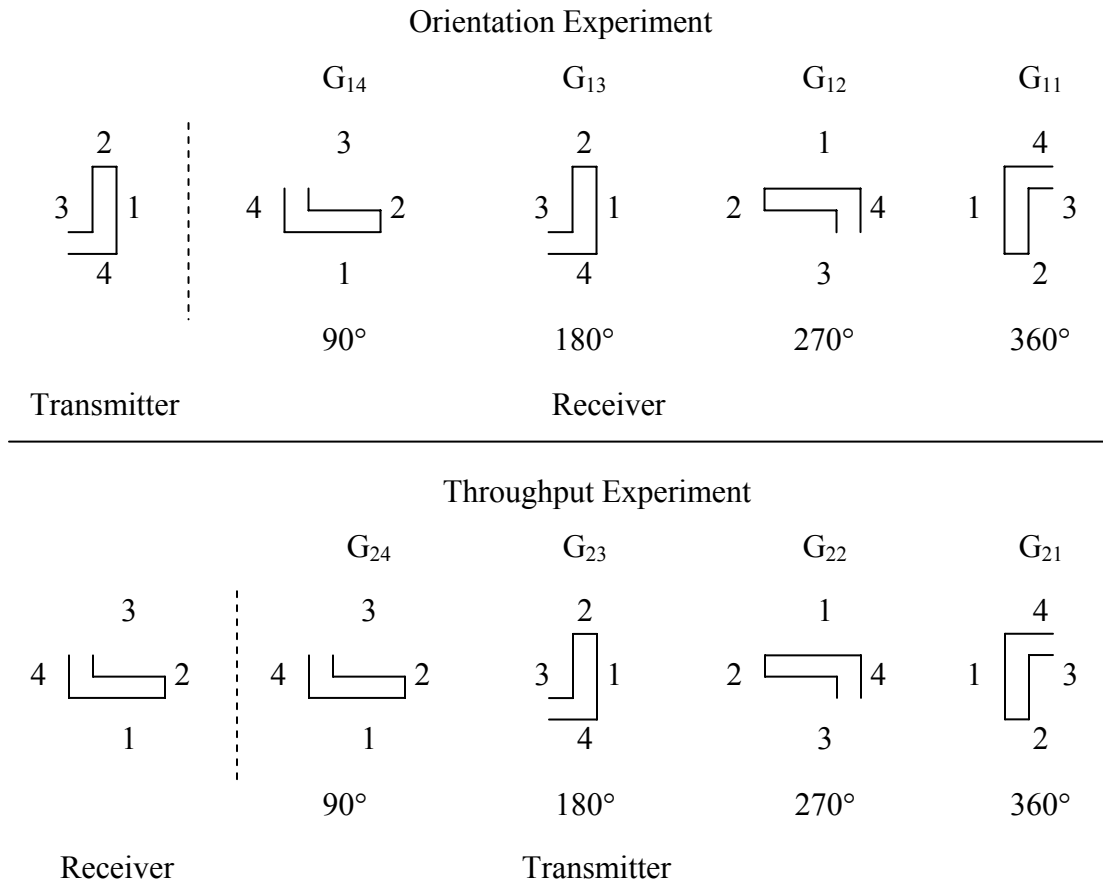 Orientation Experiment
G₁₄ G₁₃ G₁₂ G₁₁
2 3 2 1 4
3 1 4 2 3 1 2 4 1 3
4 1 4 3 2
90° 180° 270° 360°
Transmitter Receiver
Throughput Experiment
G₂₄ G₂₃ G₂₂ G₂₁
3 3 2 1 4
4 2 4 2 3 1 2 4 1 3
1 1 4 3 2
90° 180° 270° 360°
Receiver Transmitter